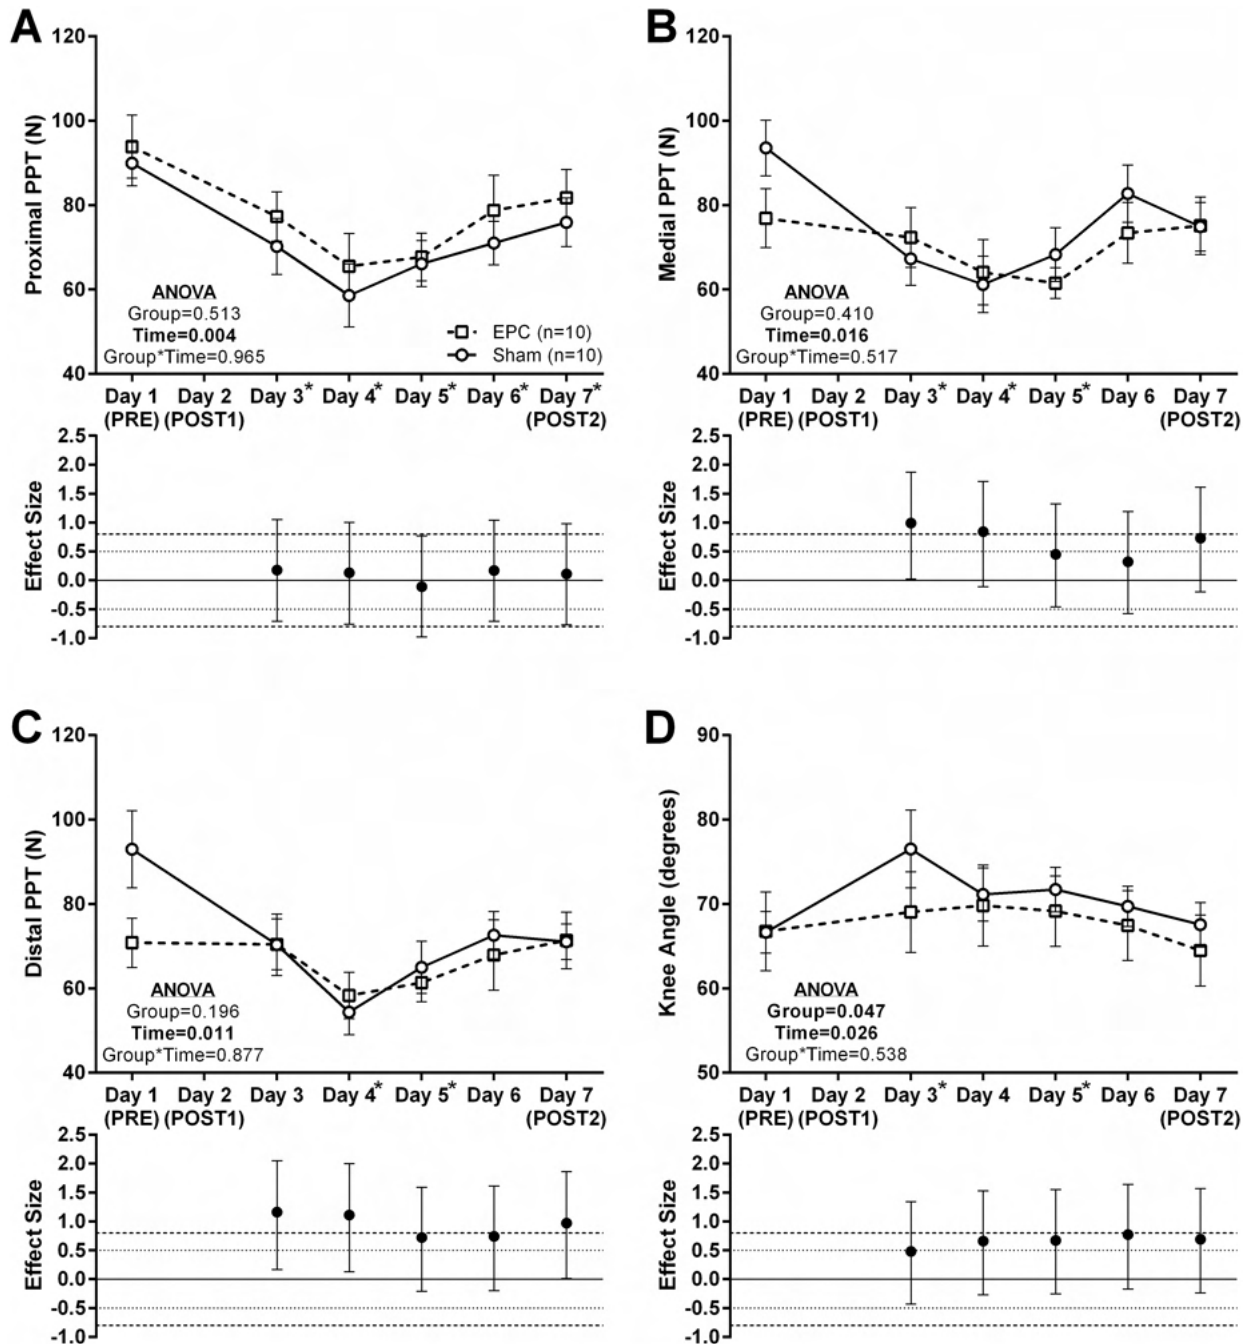 A
120
100
80
60
40
Proximal PPT (N)
ANOVA
Group=0.513
Time=0.004
Group*Time=0.965
EPC (n=10)
Sham (n=10)
Day 1 Day 2 Day 3* Day 4* Day 5* Day 6* Day 7*
(PRE) (POST1) (POST2)
2.5
2.0
1.5
1.0
0.5
0.0
-0.5
-1.0
Effect Size
B
120
100
80
60
40
Medial PPT (N)
ANOVA
Group=0.410
Time=0.016
Group*Time=0.517
Day 1 Day 2 Day 3* Day 4* Day 5* Day 6 Day 7
(PRE) (POST1) (POST2)
2.5
2.0
1.5
1.0
0.5
0.0
-0.5
-1.0
Effect Size
C
120
100
80
60
40
Distal PPT (N)
ANOVA
Group=0.196
Time=0.011
Group*Time=0.877
Day 1 Day 2 Day 3 Day 4* Day 5* Day 6 Day 7
(PRE) (POST1) (POST2)
2.5
2.0
1.5
1.0
0.5
0.0
-0.5
-1.0
Effect Size
D
90
80
70
60
50
Knee Angle (degrees)
ANOVA
Group=0.047
Time=0.026
Group*Time=0.538
Day 1 Day 2 Day 3* Day 4 Day 5* Day 6 Day 7
(PRE) (POST1) (POST2)
2.5
2.0
1.5
1.0
0.5
0.0
-0.5
-1.0
Effect Size